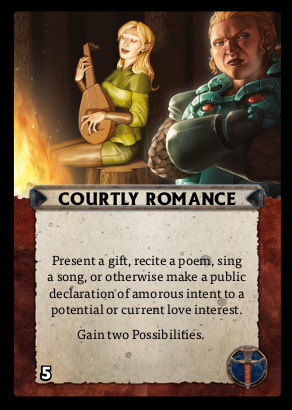 COURTLY ROMANCE
Present a gift, recite a poem, sing
a song, or otherwise make a public
declaration of amorous intent to a
potential or current love interest.
Gain two Possibilities.
5